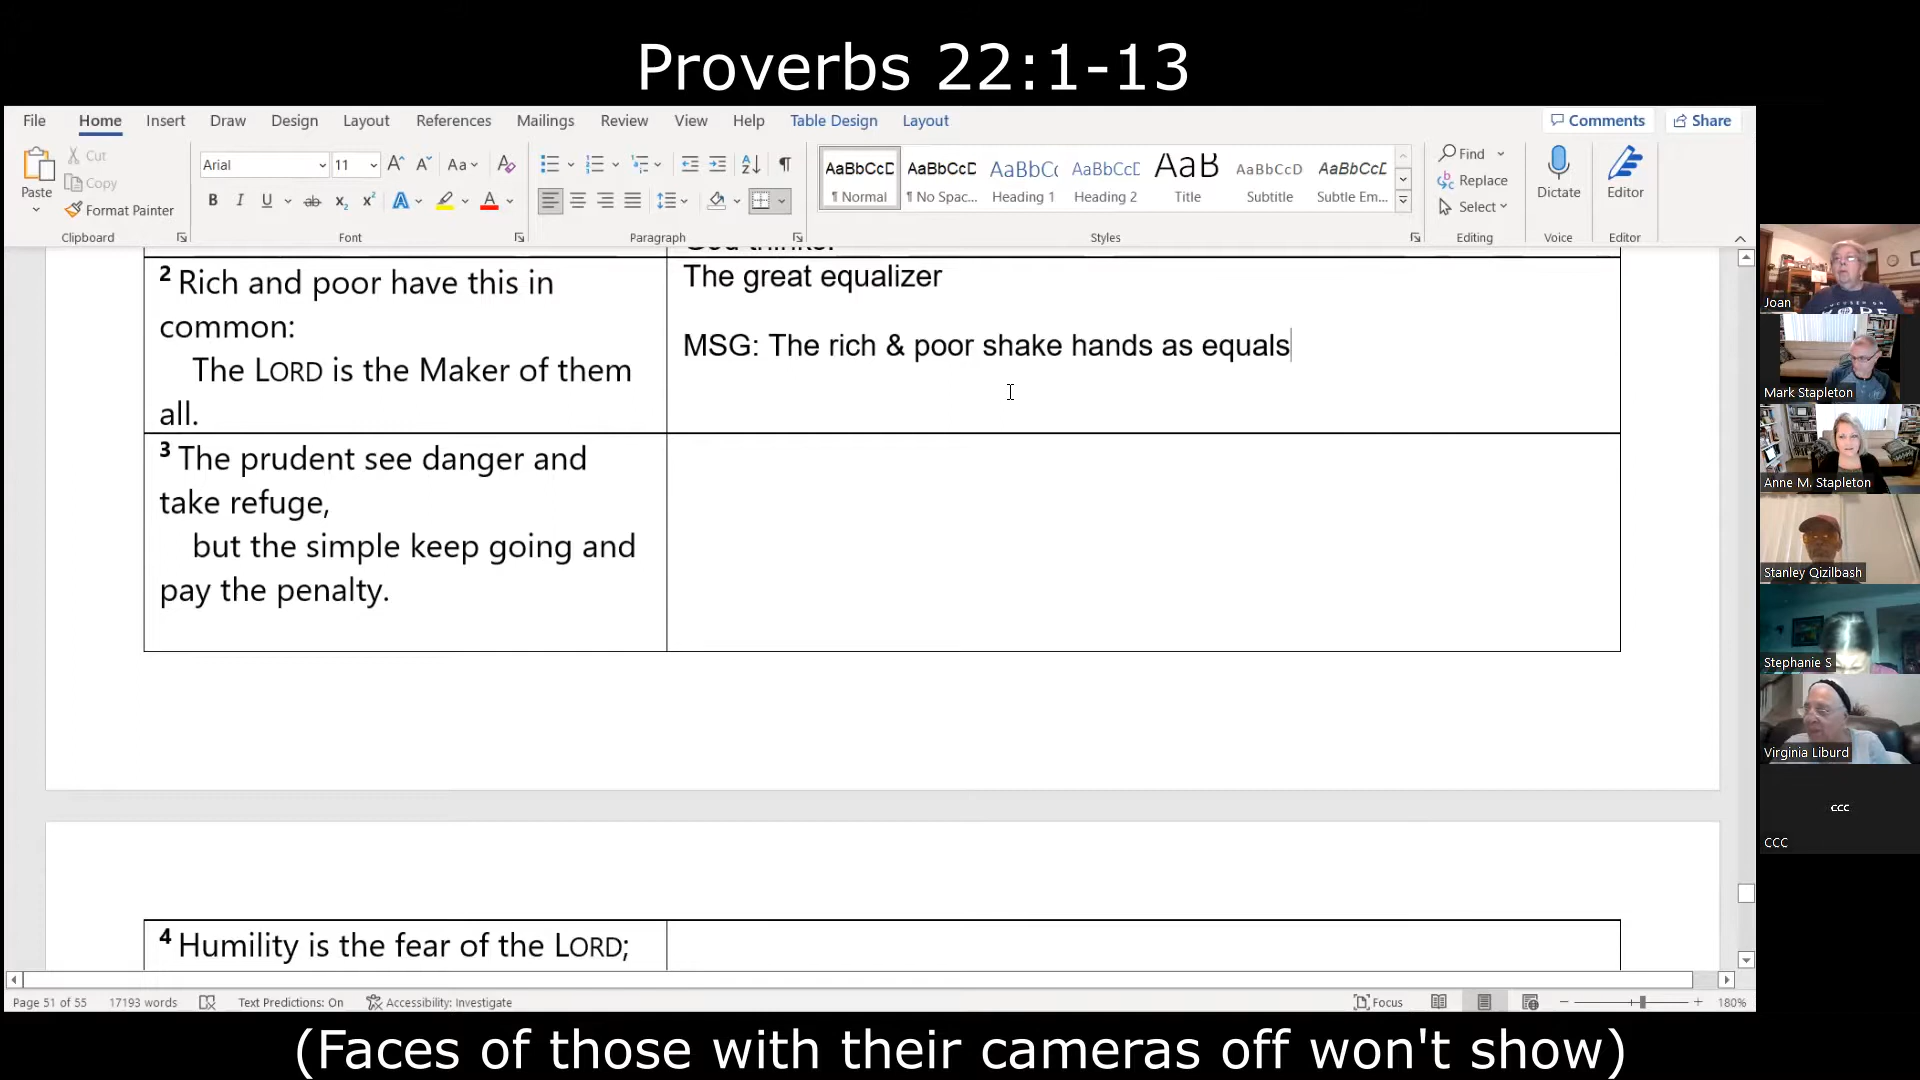 Proverbs 22:1-13
File Home Insert Draw Design Layout References Mailings Review View Help Table Design Layout Comments Share
Paste Cut Copy Format Painter Clipboard
Arial 11 Font
Paragraph
AaBbCcD AaBbCcD AaBbCc AaBbCcD AaB AaBbCcD AaBbCcD
¶ Normal ¶ No Spac... Heading 1 Heading 2 Title Subtitle Subtle Em...
Styles
Find Replace Select Editing
Dictate Voice
Editor Editor
God thinks.
2 Rich and poor have this in
common:
The LORD is the Maker of them
all.
The great equalizer
MSG: The rich & poor shake hands as equals
3 The prudent see danger and
take refuge,
but the simple keep going and
pay the penalty.
4 Humility is the fear of the LORD;
Joan
Mark Stapleton
Anne M. Stapleton
Stanley Qizilbash
Stephanie S
Virginia Liburd
CCC
CCC
Page 51 of 55 17193 words Text Predictions: On Accessibility: Investigate Focus 180%
(Faces of those with their cameras off won't show)